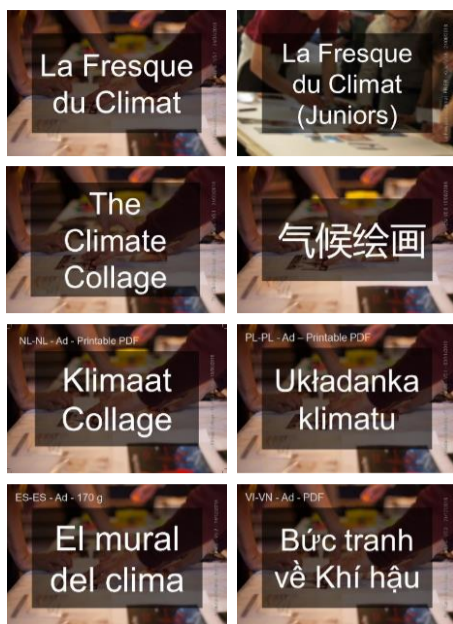 La Fresque
du Climat
La Fresque
du Climat
(Juniors)
The
Climate
Collage
气候绘画
NL-NL - Ad - Printable PDF
Klimaat
Collage
PL-PL - Ad – Printable PDF
Układanka
klimatu
ES-ES - Ad - 170 g
El mural
del clima
VI-VN - Ad - PDF
Bức tranh
về Khí hậu